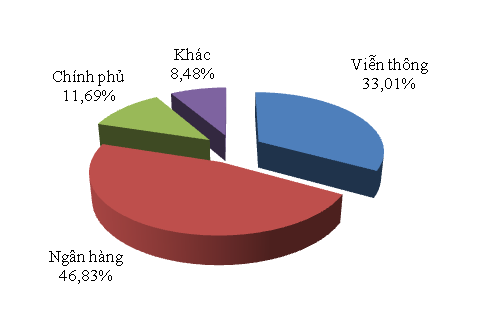 Khác
8,48%
Viễn thông
33,01%
Chính phủ
11,69%
Ngân hàng
46,83%